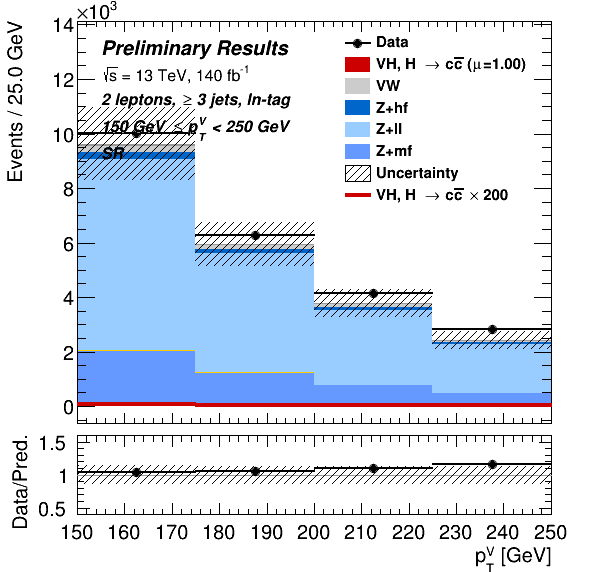 ×10³
Events / 25.0 GeV
14
12
10
8
6
4
2
0
Preliminary Results
√s = 13 TeV, 140 fb⁻¹
2 leptons, ≥ 3 jets, ln-tag
150 GeV ≤ p_T^V < 250 GeV
SR
Data
VH, H → cc̅ (μ=1.00)
VW
Z+hf
Z+ll
Z+mf
Uncertainty
VH, H → cc̅ × 200
Data/Pred.
1.5
1
0.5
150 160 170 180 190 200 210 220 230 240 250
p_T^V [GeV]